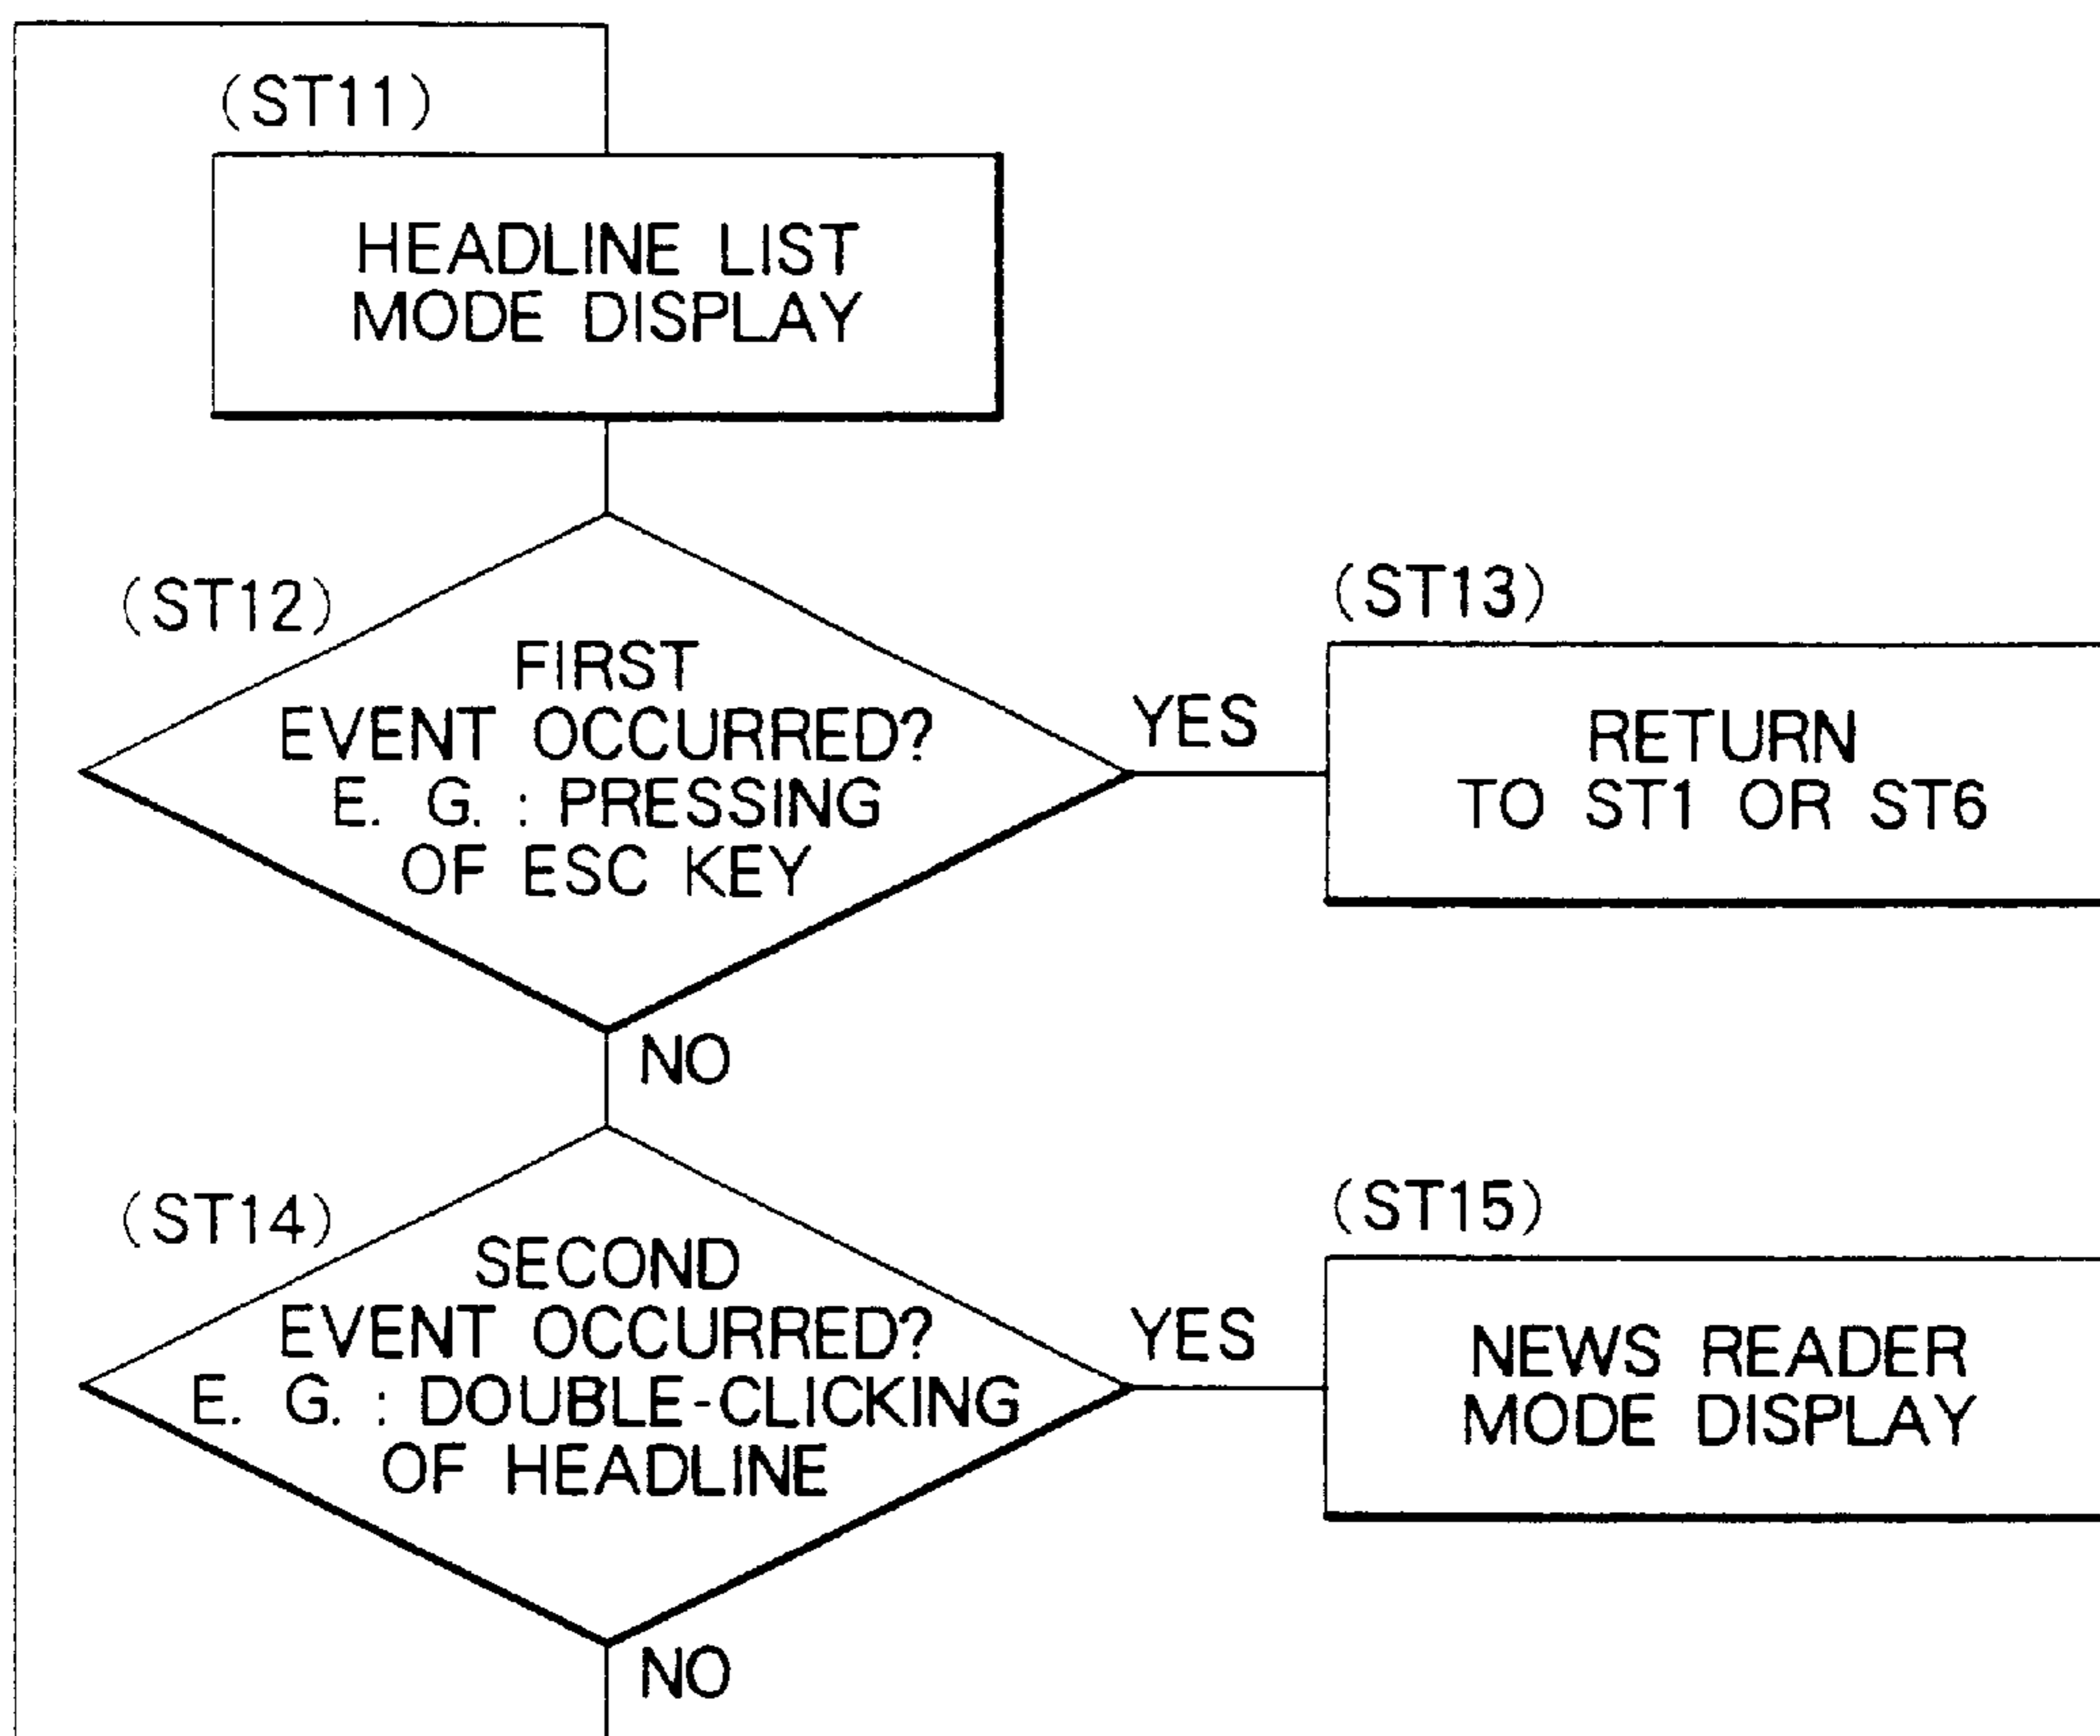 (ST11)
HEADLINE LIST
MODE DISPLAY
(ST12)
FIRST
EVENT OCCURRED?
E. G. : PRESSING
OF ESC KEY
YES
(ST13)
RETURN
TO ST1 OR ST6
NO
(ST14)
SECOND
EVENT OCCURRED?
E. G. : DOUBLE-CLICKING
OF HEADLINE
YES
(ST15)
NEWS READER
MODE DISPLAY
NO